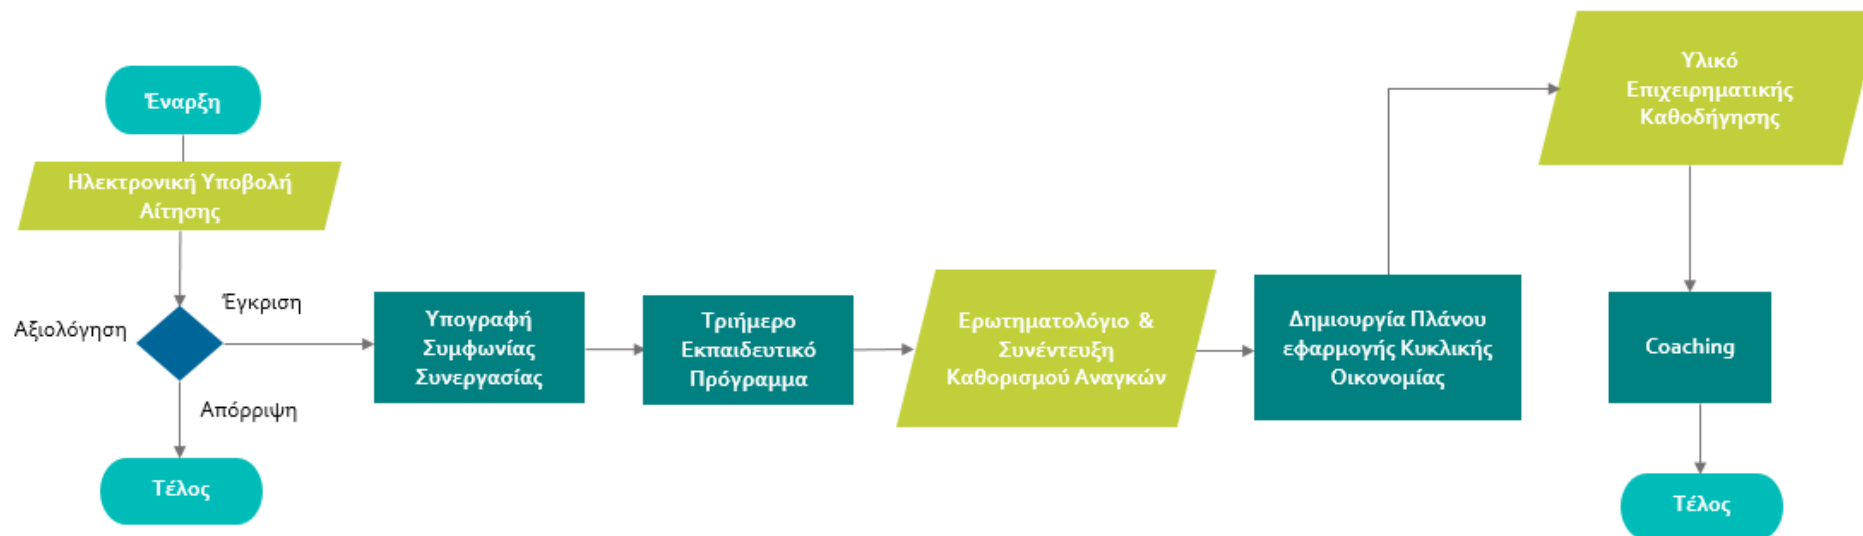 Έναρξη
Ηλεκτρονική Υποβολή
Αίτησης
Αξιολόγηση
Έγκριση
Απόρριψη
Τέλος
Υπογραφή
Συμφωνίας
Συνεργασίας
Τριήμερο
Εκπαιδευτικό
Πρόγραμμα
Ερωτηματολόγιο &
Συνέντευξη
Καθορισμού Αναγκών
Δημιουργία Πλάνου
εφαρμογής Κυκλικής
Οικονομίας
Υλικό
Επιχειρηματικής
Καθοδήγησης
Coaching
Τέλος